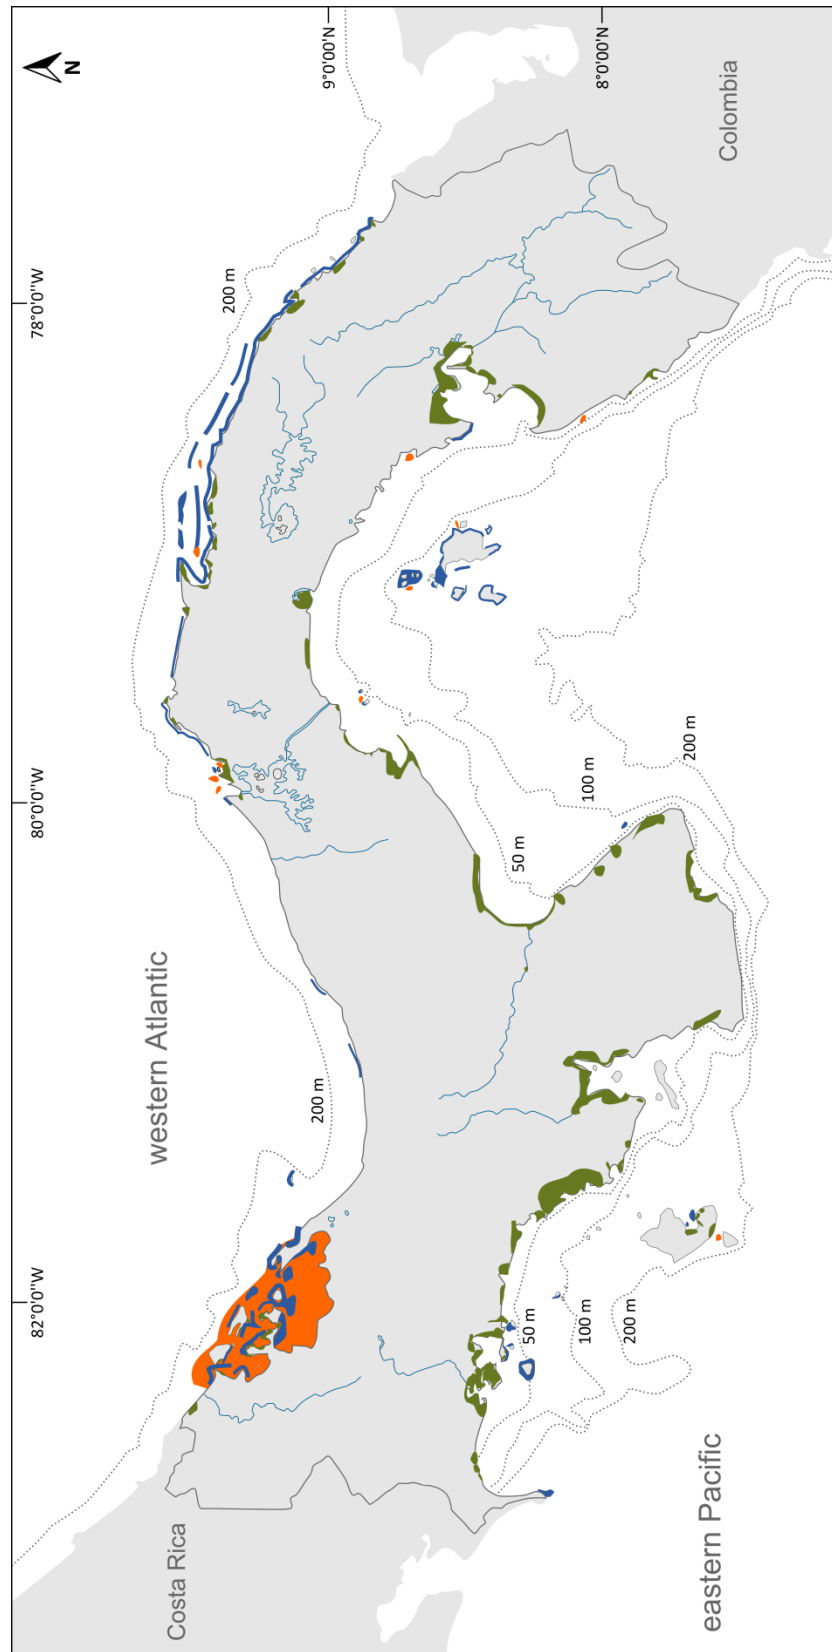 N
82°0'0"W
80°0'0"W
78°0'0"W
9°0'0"N
8°0'0"N
western Atlantic
200 m
200 m
Costa Rica
Colombia
50 m
100 m
200 m
50 m
100 m
200 m
eastern Pacific